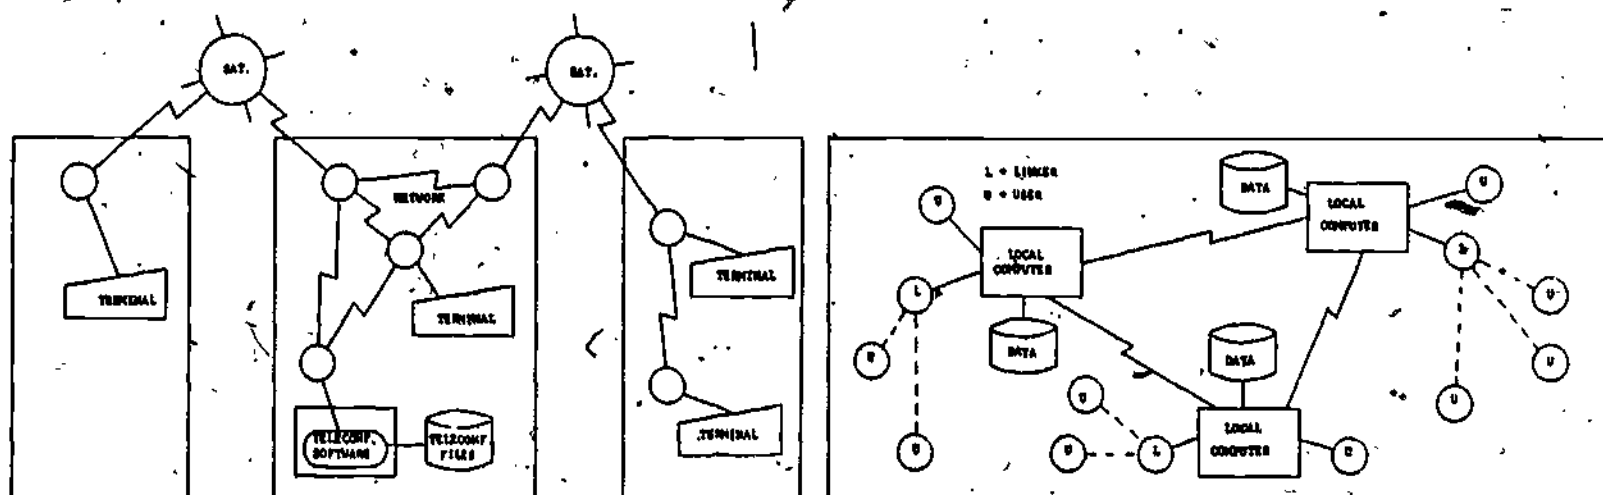 SAT.
SAT.
NETWORK
TERMINAL
TERMINAL
TERMINAL
TERMINAL
TELECONF.
SOFTWARE
TELECONF
FILES
L = LINKER
U = USER
U
LOCAL
COMPUTER
DATA
L
U
U
DATA
LOCAL
COMPUTER
U
L
U
U
U
DATA
LOCAL
COMPUTER
U
U
L
U